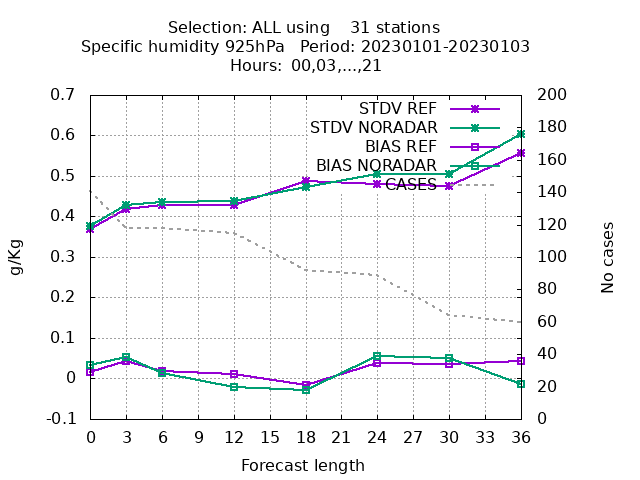 Selection: ALL using    31 stations
Specific humidity 925hPa   Period: 20230101-20230103
Hours: 00,03,...,21
0.7
0.6
0.5
0.4
0.3
0.2
0.1
0
-0.1
g/Kg
STDV REF
STDV NORADAR
BIAS REF
BIAS NORADAR
CASES
200
180
160
140
120
100
80
60
40
20
0
No cases
0 3 6 9 12 15 18 21 24 27 30 33 36
Forecast length